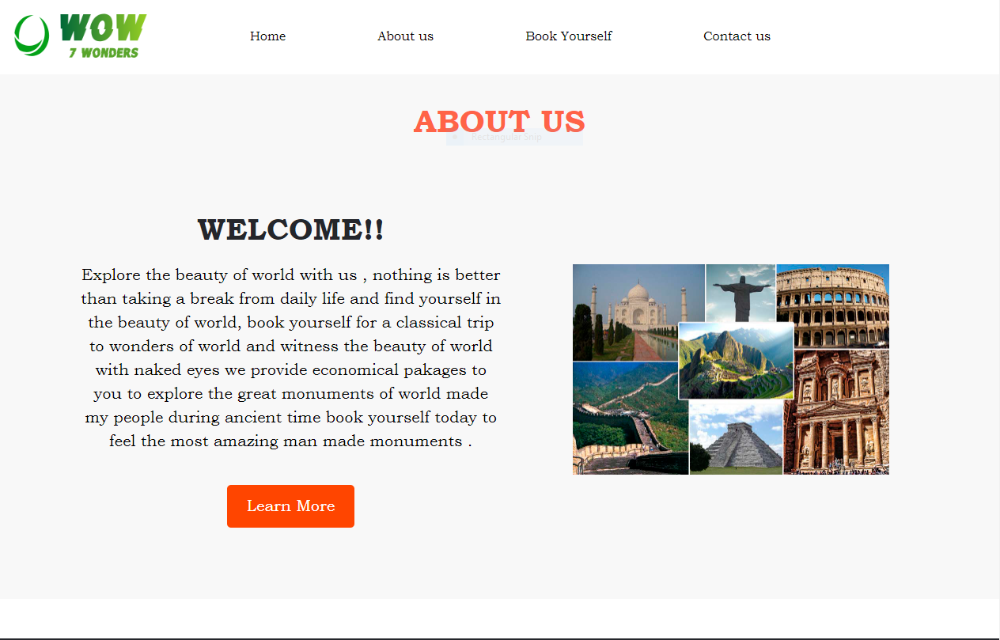 WOW
7 WONDERS
Home
About us
Book Yourself
Contact us
ABOUT US
Rectangular Snip
WELCOME!!
Explore the beauty of world with us , nothing is better
than taking a break from daily life and find yourself in
the beauty of world, book yourself for a classical trip
to wonders of world and witness the beauty of world
with naked eyes we provide economical pakages to
you to explore the great monuments of world made
my people during ancient time book yourself today to
feel the most amazing man made monuments .
Learn More